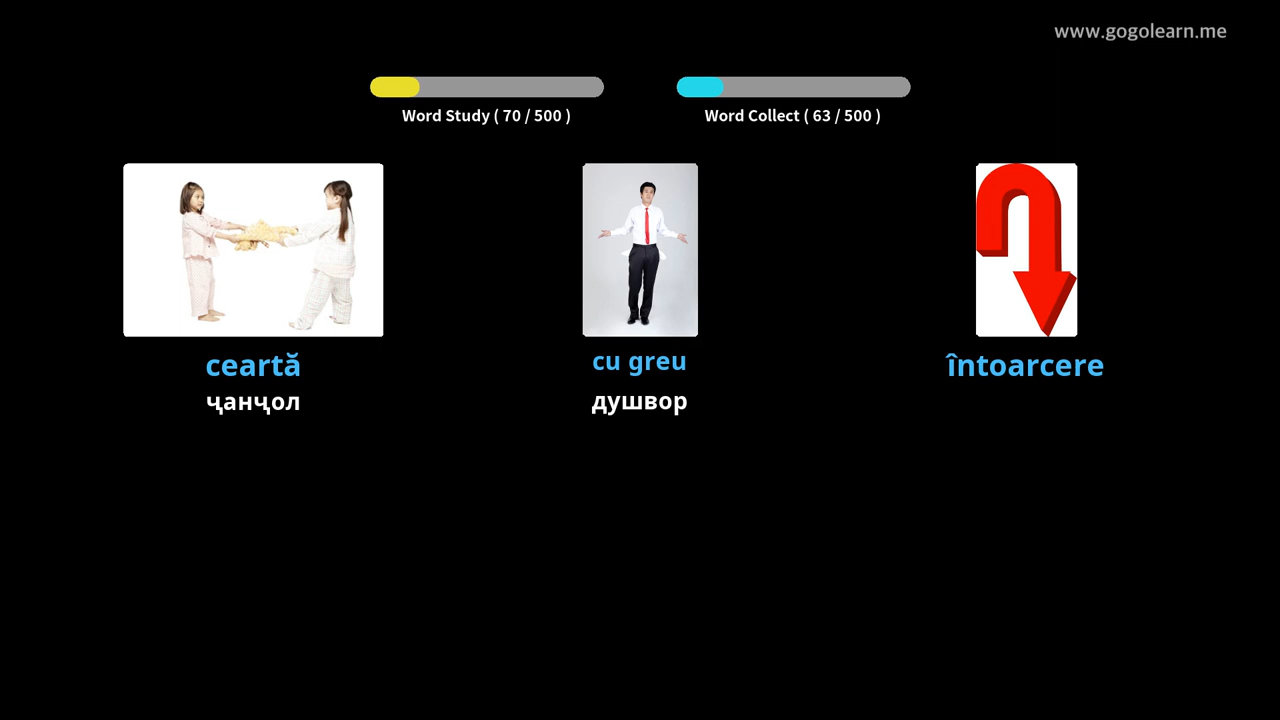 www.gogolearn.me
Word Study ( 70 / 500 )
Word Collect ( 63 / 500 )
ceartă
ҷанҷол
cu greu
душвор
întoarcere